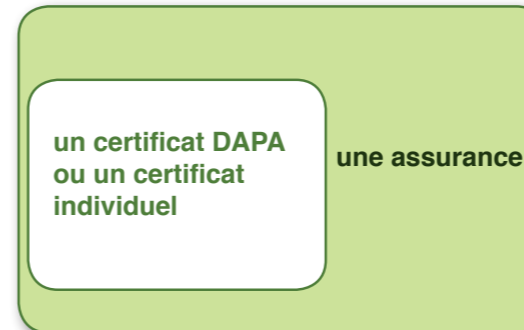 un certificat DAPA
ou un certificat
individuel
une assurance